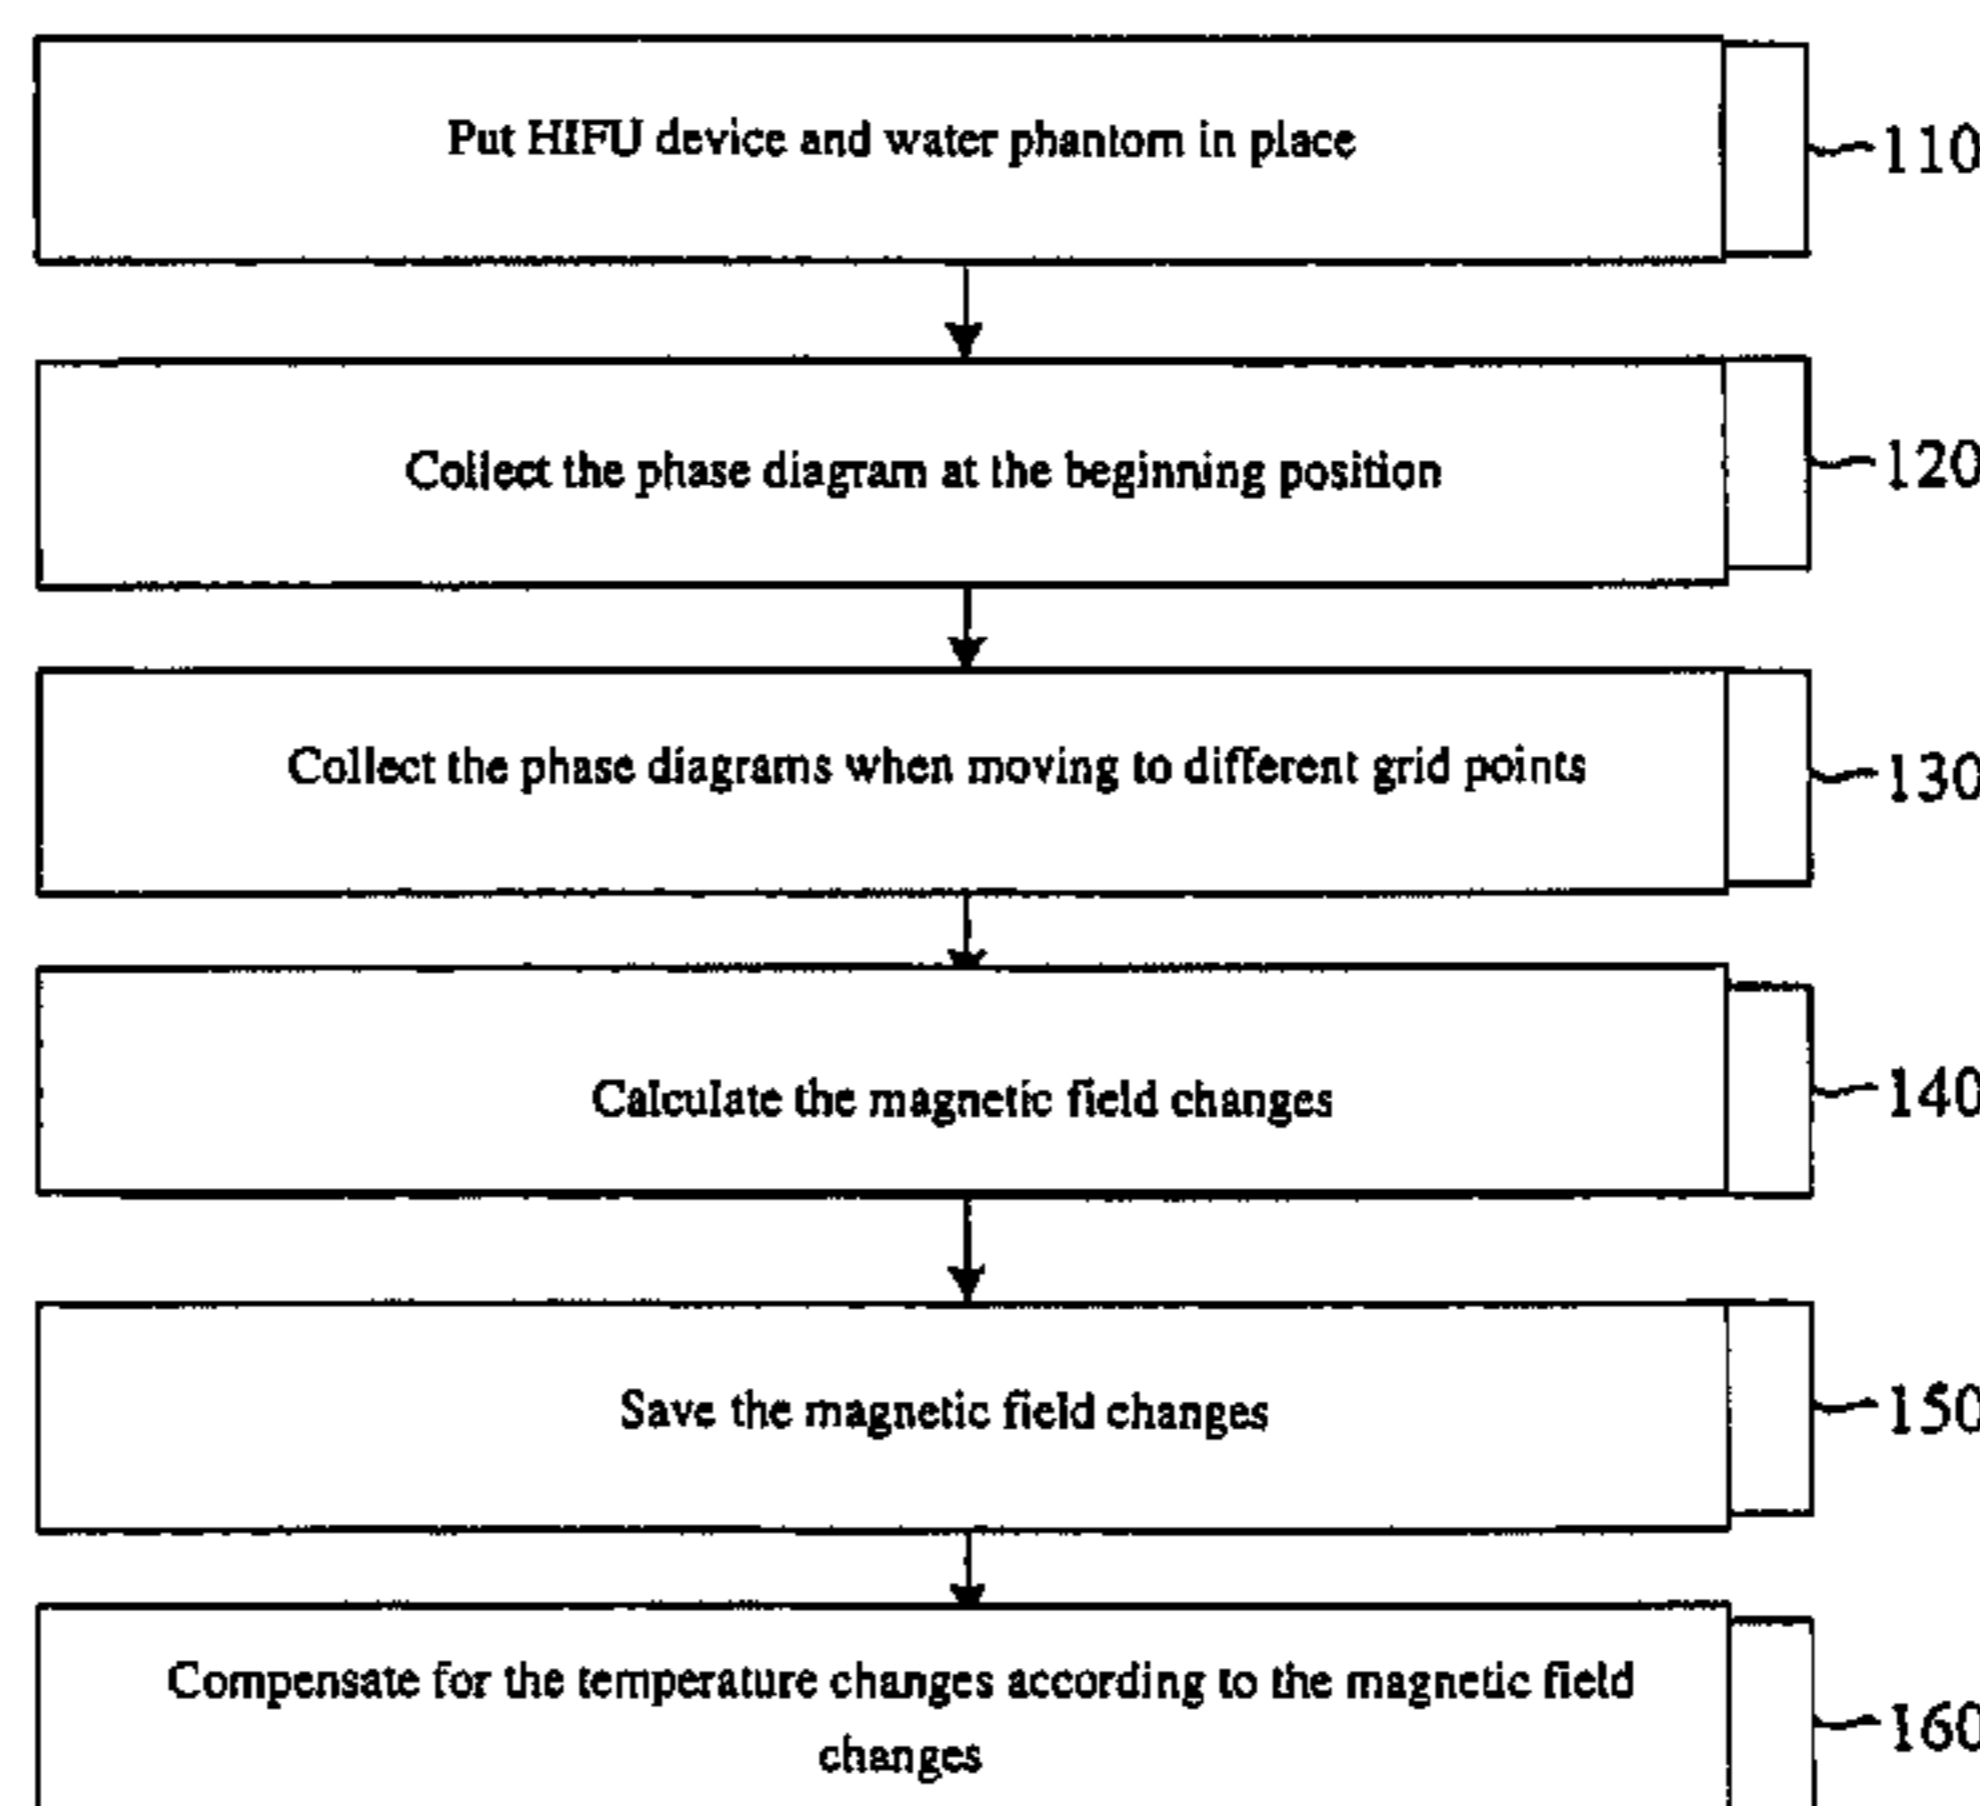 Put HIFU device and water phantom in place
110
Collect the phase diagram at the beginning position
120
Collect the phase diagrams when moving to different grid points
130
Calculate the magnetic field changes
140
Save the magnetic field changes
150
Compensate for the temperature changes according to the magnetic field
changes
160